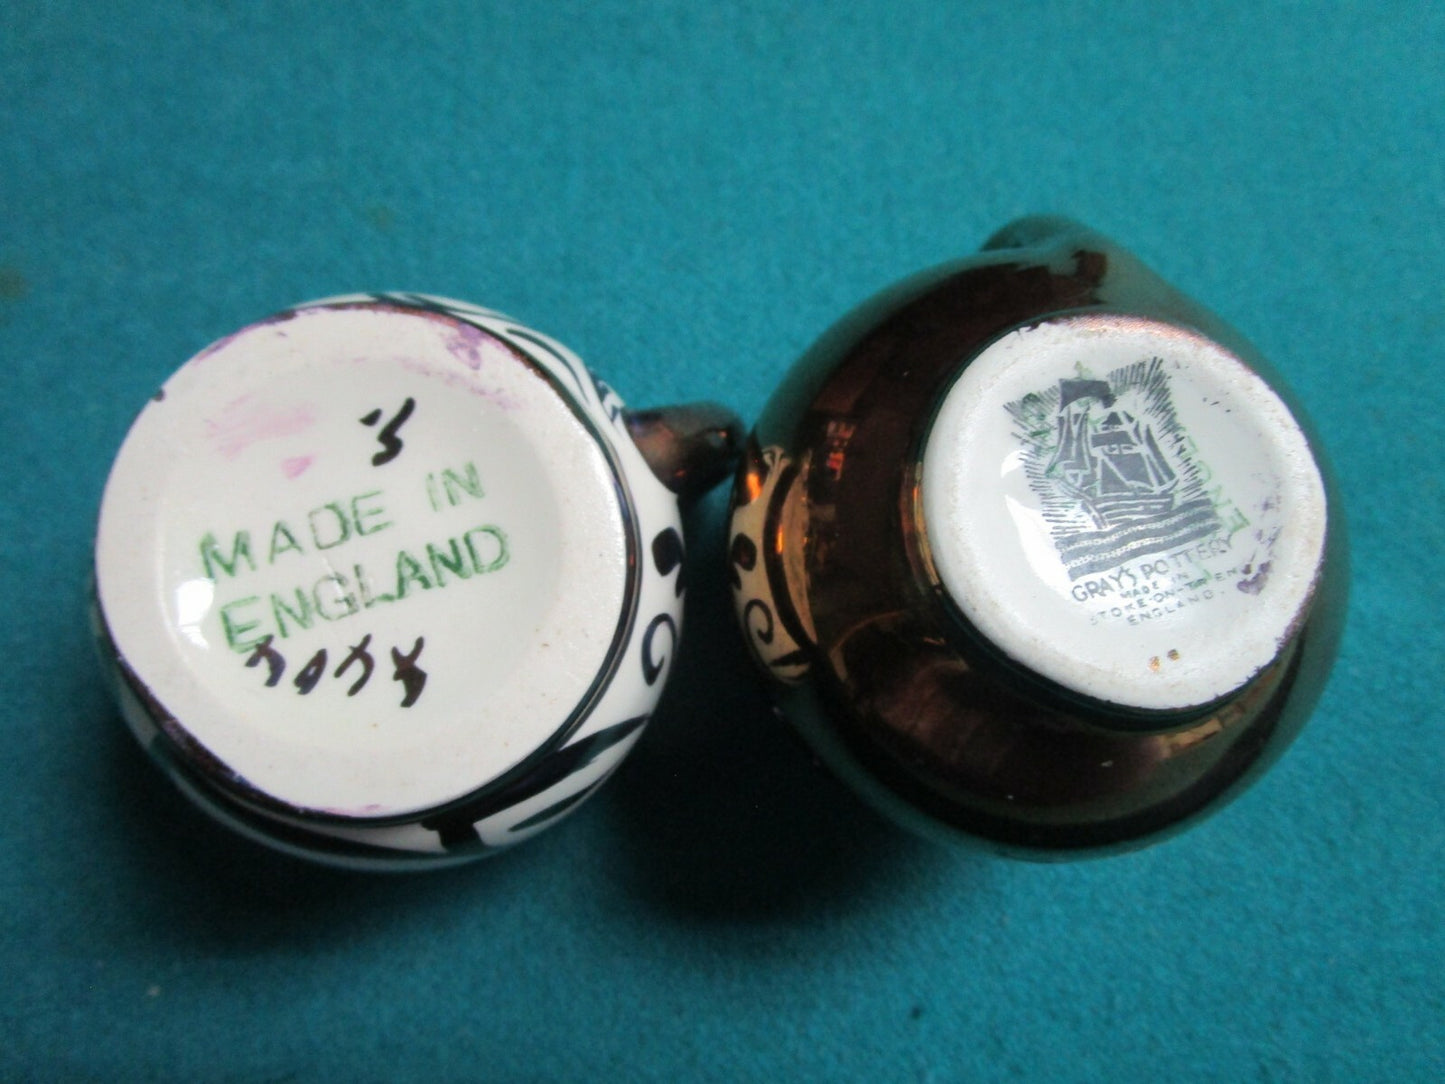 MADE IN
ENGLAND
GRAY'S POTTERY
MADE IN
STOKE-ON-TRENT
ENGLAND.